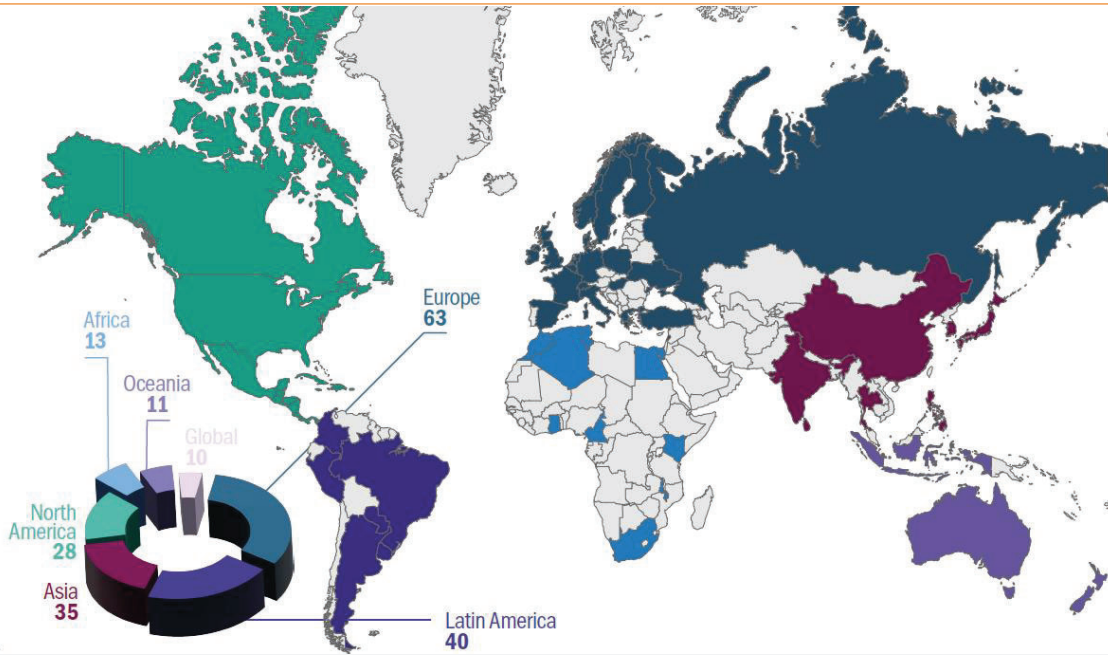 Europe
63
Africa
13
Oceania
11
Global
10
North
America
28
Asia
35
Latin America
40